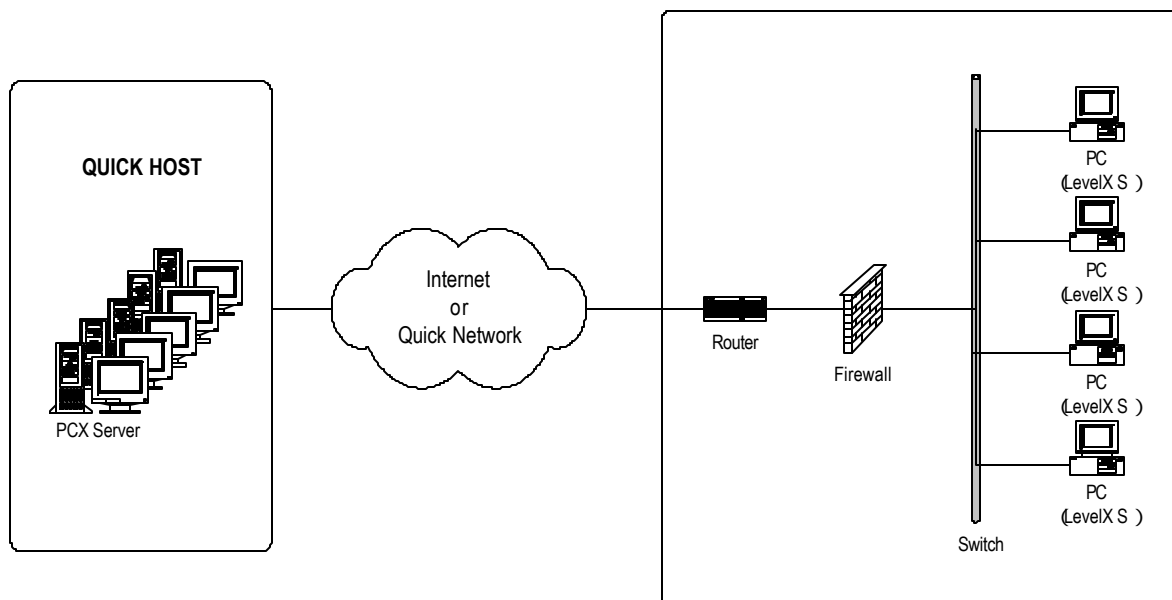 QUICK HOST
PCX Server
Internet
or
Quick Network
Router
Firewall
Switch
PC
(LevelX S )
PC
(LevelX S )
PC
(LevelX S )
PC
(LevelX S )